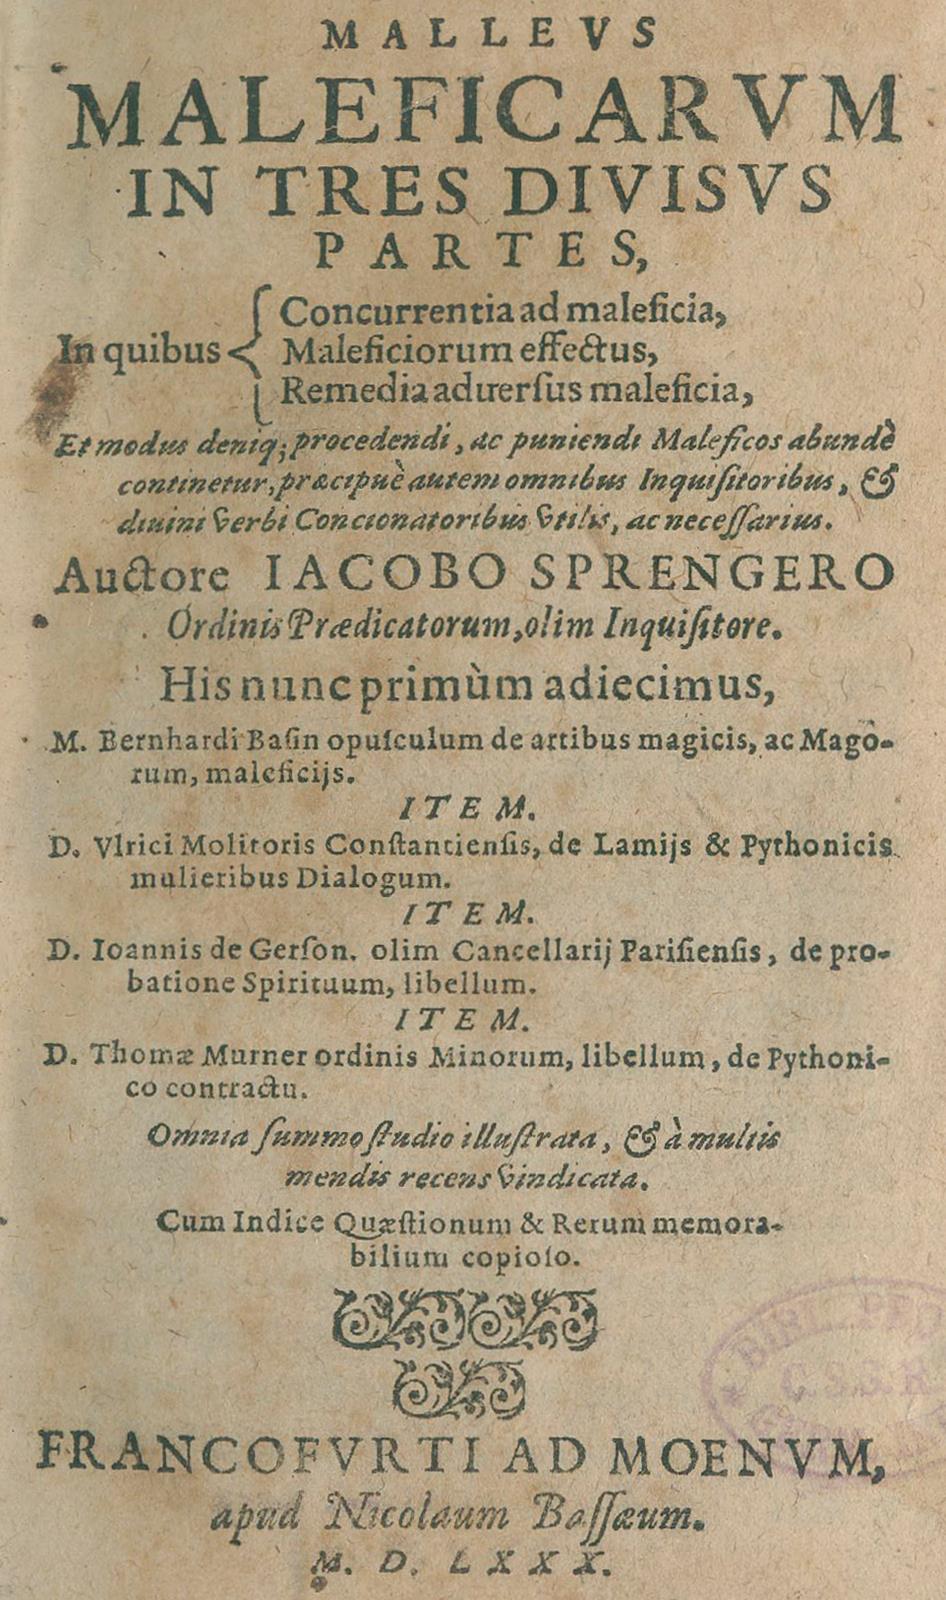 MALLEVS
MALEFICARVM
IN TRES DIVISVS
PARTES,
In quibus { Concurrentia ad maleficia,
Maleficiorum effectus,
Remedia aduersus maleficia,
Et modus deniq; procedendi, ac puniendi Maleficos abundè
continetur, præcipuè autem omnibus Inquiſitoribus, &
diuini verbi Concionatoribus vtilis, ac neceſſarius.
Auctore IACOBO SPRENGERO
Ordinis Prædicatorum, olim Inquiſitore.
His nunc primùm adiecimus,
M. Bernhardi Baſin opuſculum de artibus magicis, ac Mago-
rum, maleficijs.
ITEM.
D. Vlrici Molitoris Conſtantienſis, de Lamijs & Pythonicis
mulieribus Dialogum.
ITEM.
D. Ioannis de Gerſon. olim Cancellarij Pariſienſis, de pro-
batione Spirituum, libellum.
ITEM.
D. Thomæ Murner ordinis Minorum, libellum, de Pythoni-
co contractu.
Omnia ſummo ſtudio illuſtrata, & à multis
mendis recens vindicata.
Cum Indice Quæſtionum & Rerum memora-
bilium copioſo.
FRANCOFVRTI AD MOENVM,
apud Nicolaum Baſſæum.
M. D. LXXX.